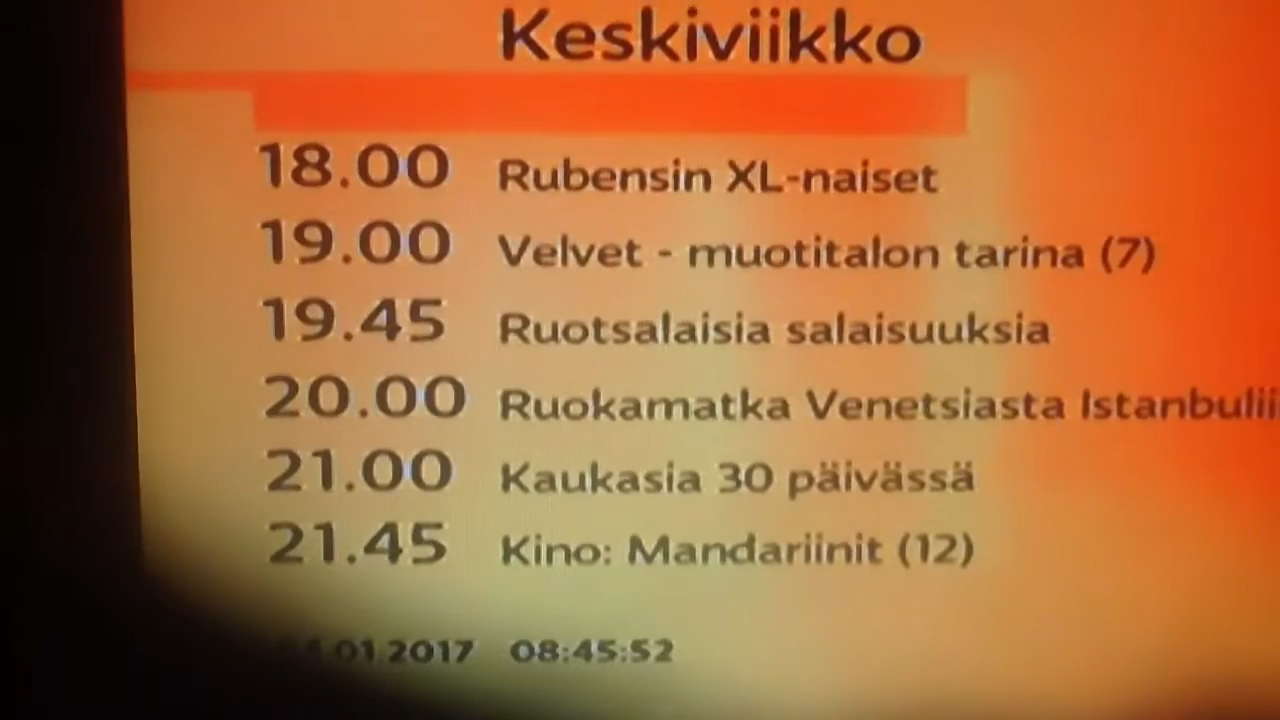 Keskiviikko
18.00 Rubensin XL-naiset
19.00 Velvet - muotitalon tarina (7)
19.45 Ruotsalaisia salaisuuksia
20.00 Ruokamatka Venetsiasta
21.00 Kaukasia 30 päivässä
21.45 Kino: Mandariinit (12)
08:45:52